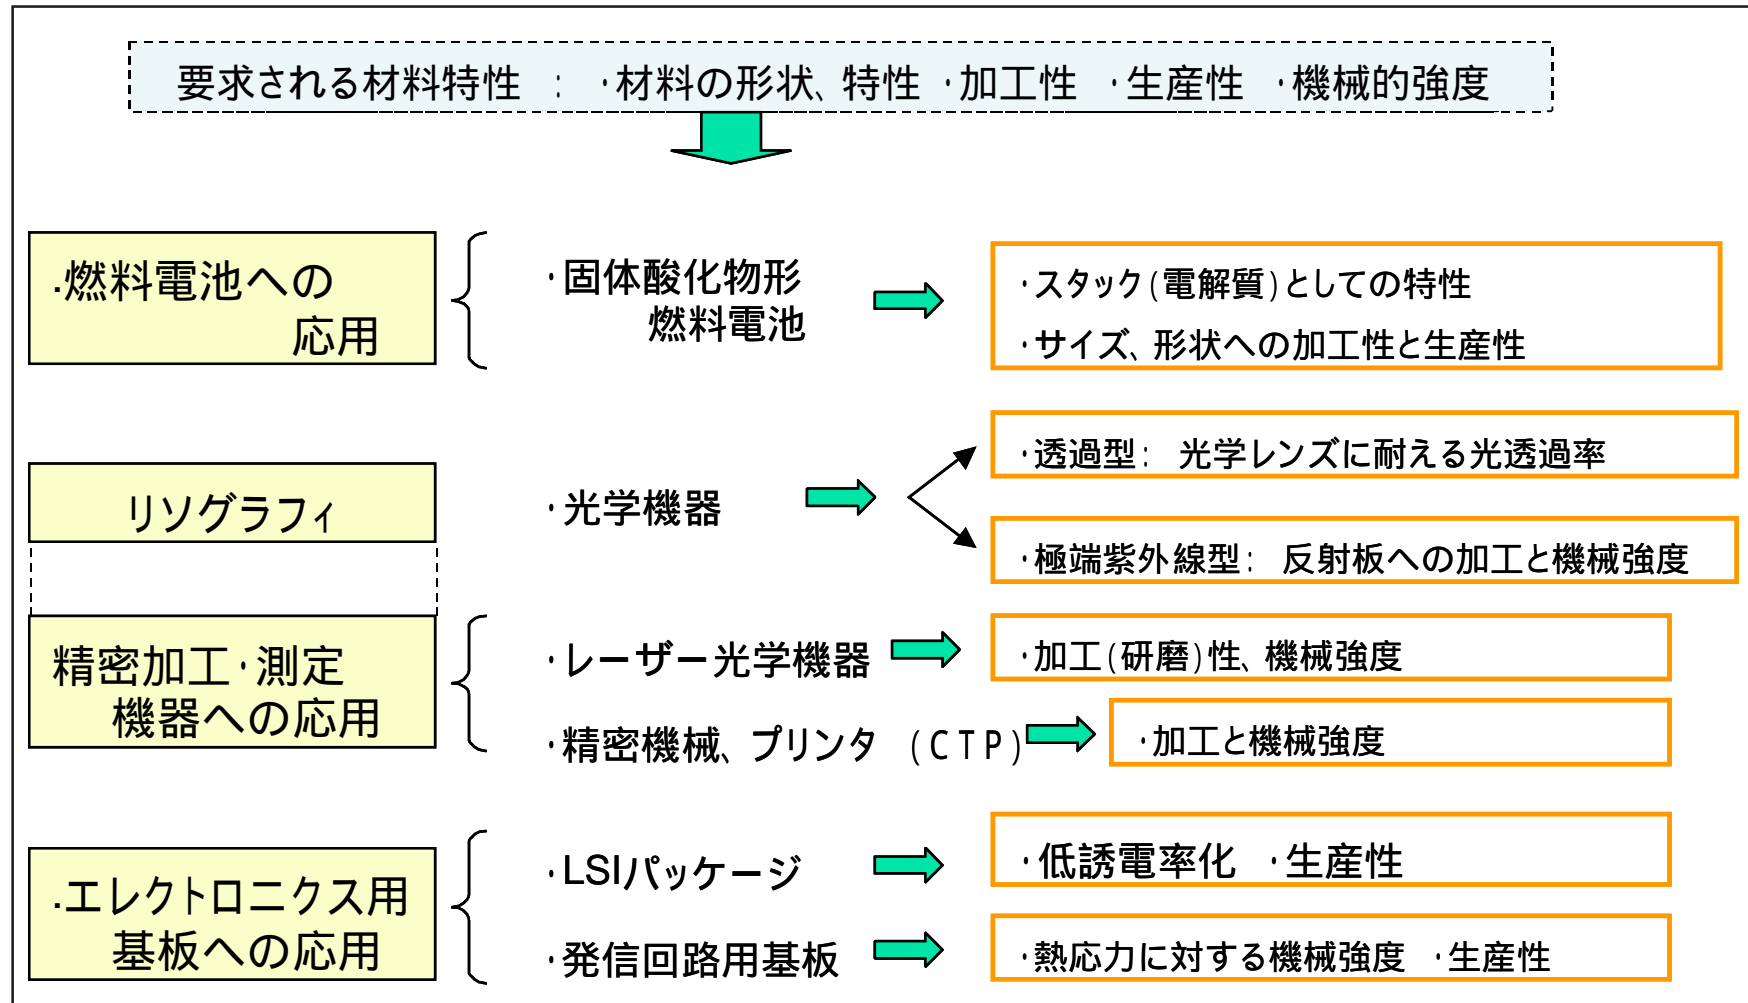 要求される材料特性 : ・材料の形状、特性 ・加工性 ・生産性 ・機械的強度
・燃料電池への
応用
・固体酸化物形
燃料電池
・スタック(電解質)としての特性
・サイズ、形状への加工性と生産性
リソグラフィ
・光学機器
・透過型: 光学レンズに耐える光透過率
・極端紫外線型: 反射板への加工と機械強度
精密加工・測定
機器への応用
・レーザー光学機器
・加工(研磨)性、機械強度
・精密機械、プリンタ (CTP)
・加工と機械強度
・エレクトロニクス用
基板への応用
・LSIパッケージ
・低誘電率化 ・生産性
・発信回路用基板
・熱応力に対する機械強度 ・生産性